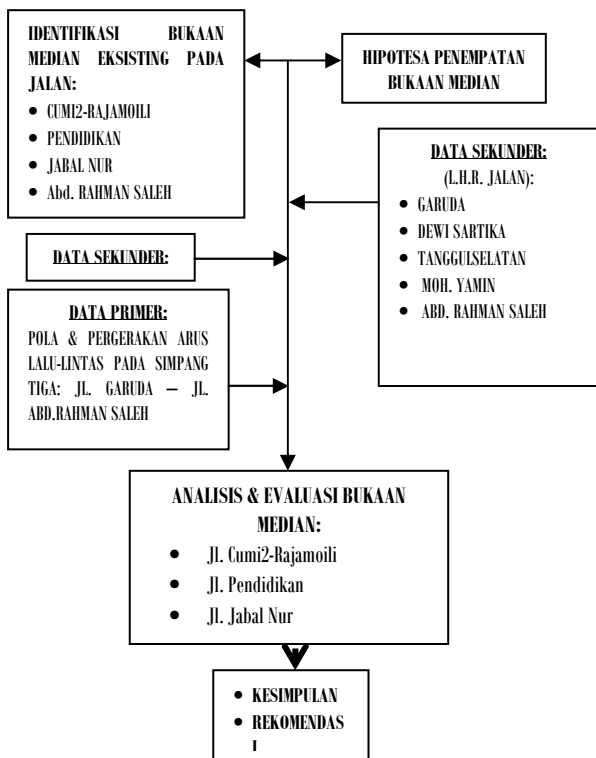 IDENTIFIKASI BUKAAN
MEDIAN EKSISTING PADA
JALAN:
• CUMI2-RAJAMOILI
• PENDIDIKAN
• JABAL NUR
• Abd. RAHMAN SALEH
HIPOTESA PENEMPATAN
BUKAAN MEDIAN
DATA SEKUNDER:
(L.H.R. JALAN):
• GARUDA
• DEWI SARTIKA
• TANGGULSELATAN
• MOH. YAMIN
• ABD. RAHMAN SALEH
DATA SEKUNDER:
DATA PRIMER:
POLA & PERGERAKAN ARUS
LALU-LINTAS PADA SIMPANG
TIGA: JL. GARUDA – JL.
ABD.RAHMAN SALEH
ANALISIS & EVALUASI BUKAAN
MEDIAN:
• Jl. Cumi2-Rajamoili
• Jl. Pendidikan
• Jl. Jabal Nur
• KESIMPULAN
• REKOMENDAS
I